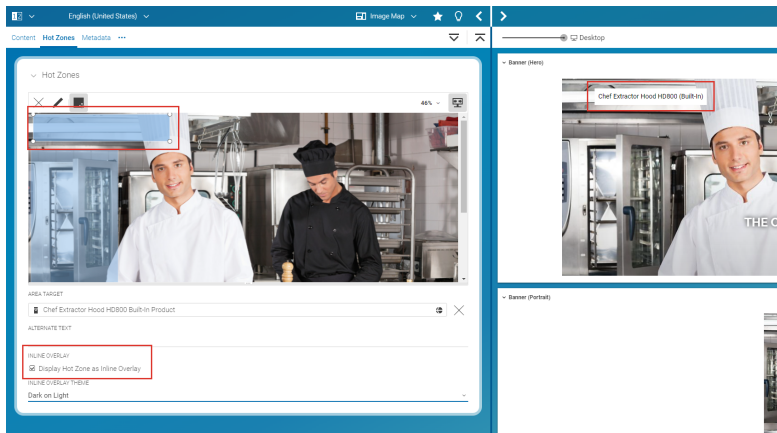 English (United States)
Image Map
Content Hot Zones Metadata
Desktop
Hot Zones
46%
Banner (Hero)
Chef Extractor Hood HD800 (Built-In)
THE C
AREA TARGET
Chef Extractor Hood HD800 Built-In Product
ALTERNATE TEXT
Banner (Portrait)
INLINE OVERLAY
Display Hot Zone as Inline Overlay
INLINE OVERLAY THEME
Dark on Light